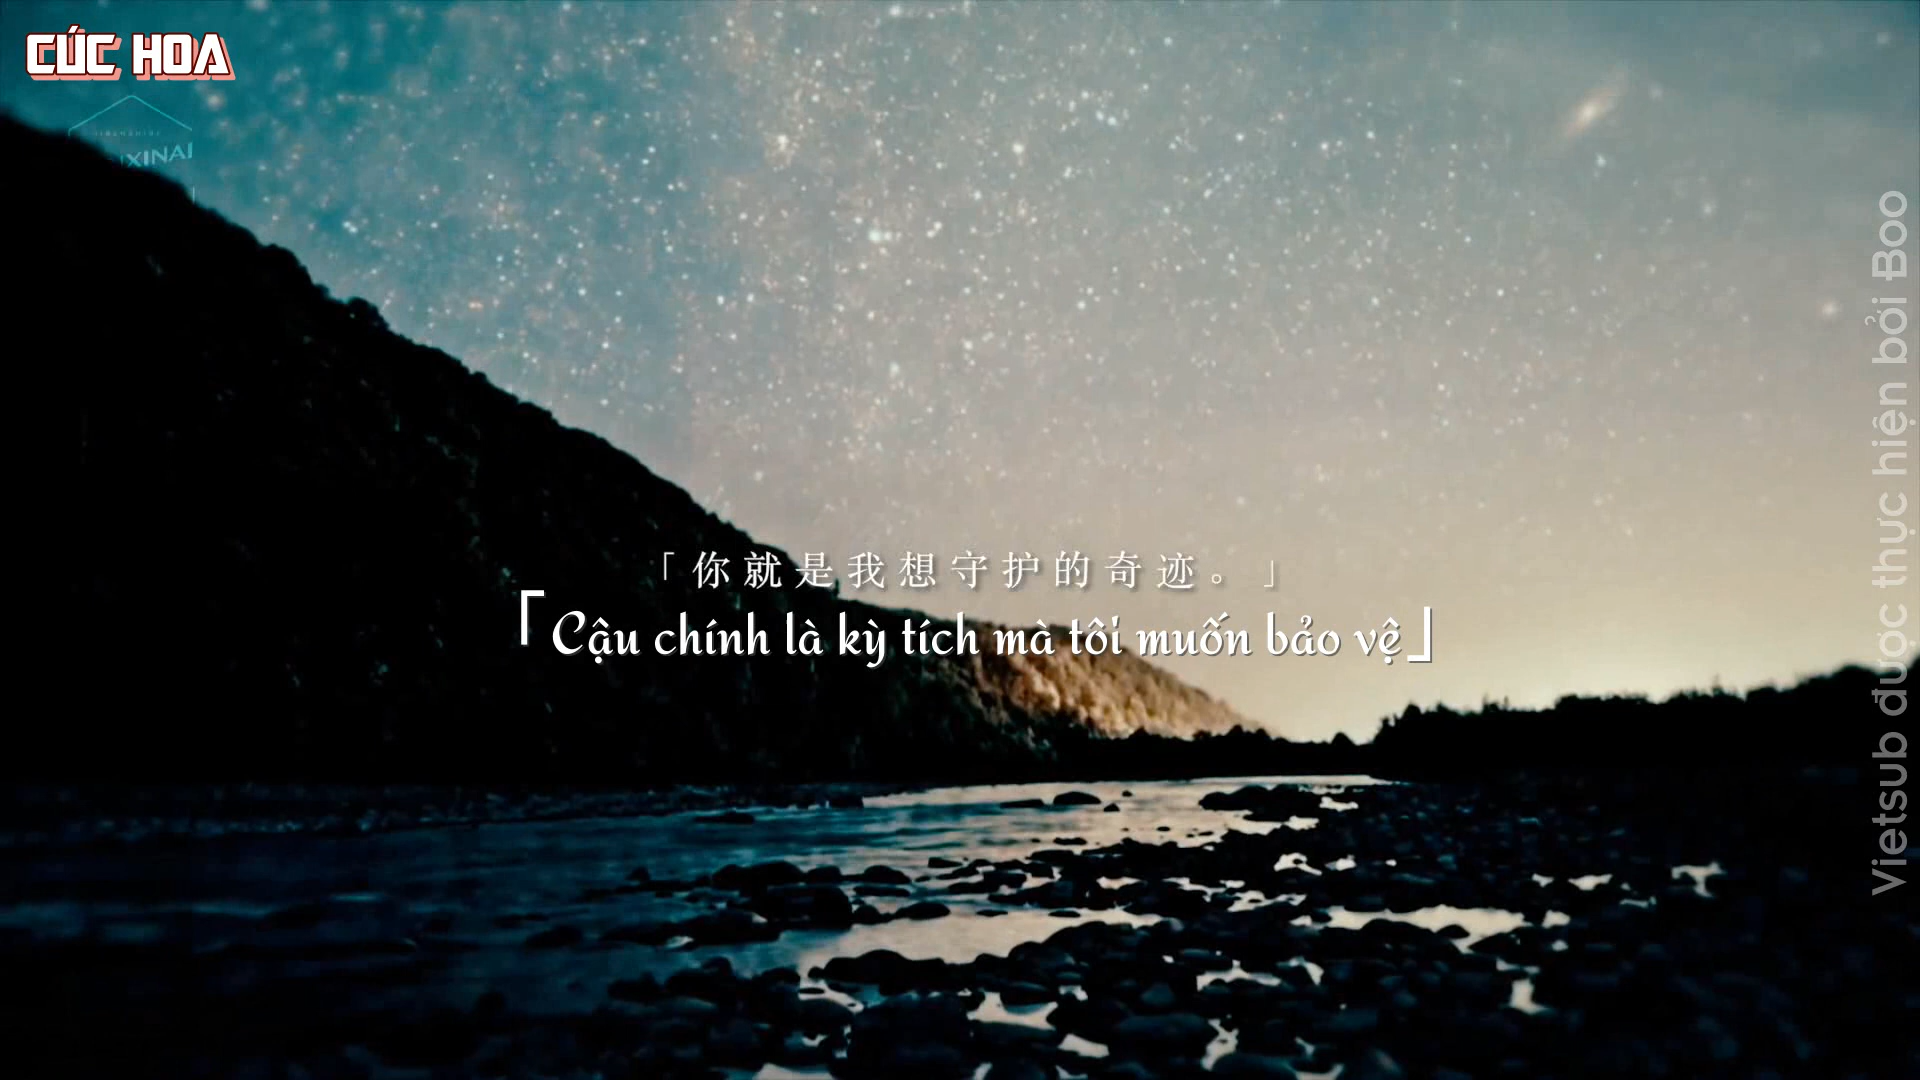 CÚC HOA
「你就是我想守护的奇迹。」
「Cậu chính là kỳ tích mà tôi muốn bảo vệ」
Vietsub được thực hiện bởi Boo